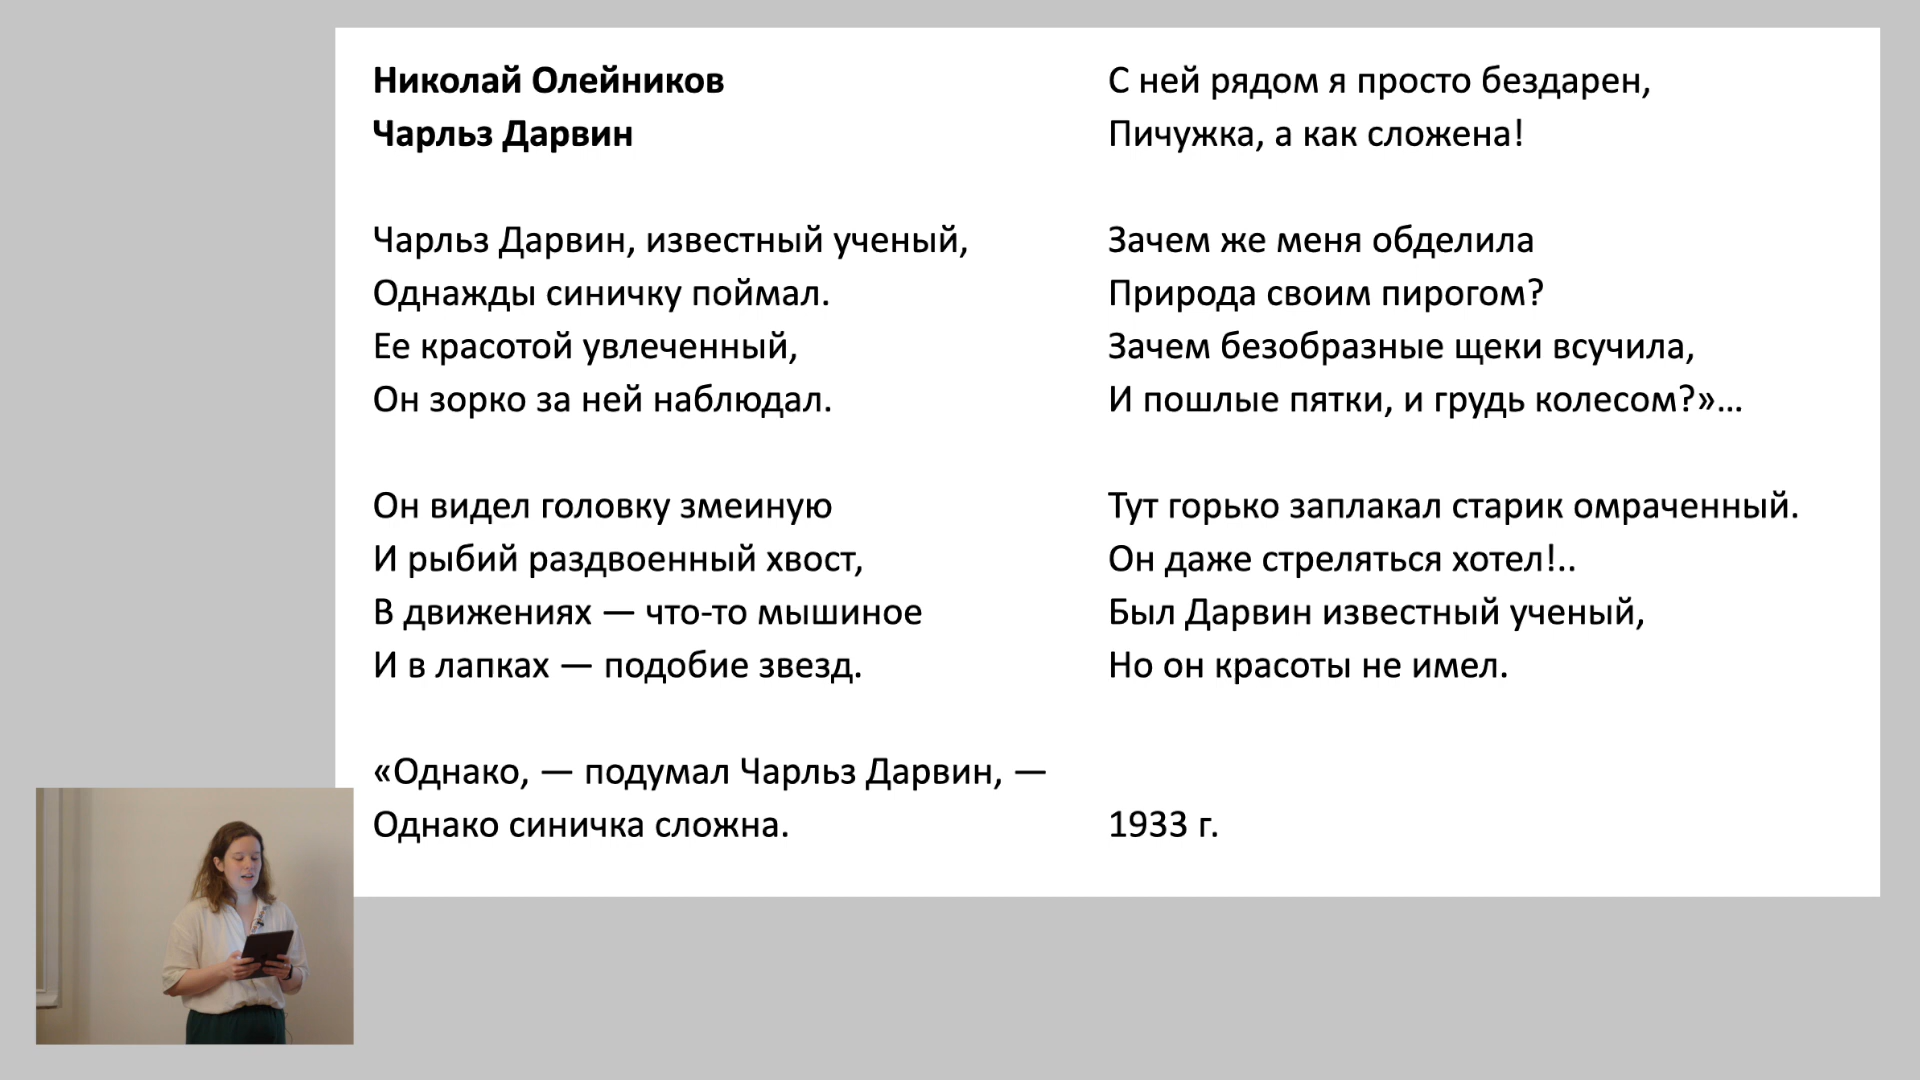 Николай Олейников
Чарльз Дарвин
Чарльз Дарвин, известный ученый,
Однажды синичку поймал.
Ее красотой увлеченный,
Он зорко за ней наблюдал.
Он видел головку змеиную
И рыбий раздвоенный хвост,
В движениях — что-то мышиное
И в лапках — подобие звезд.
«Однако, — подумал Чарльз Дарвин, —
Однако синичка сложна.
С ней рядом я просто бездарен,
Пичужка, а как сложена!
Зачем же меня обделила
Природа своим пирогом?
Зачем безобразные щеки всучила,
И пошлые пятки, и грудь колесом?»…
Тут горько заплакал старик омраченный.
Он даже стреляться хотел!..
Был Дарвин известный ученый,
Но он красоты не имел.
1933 г.